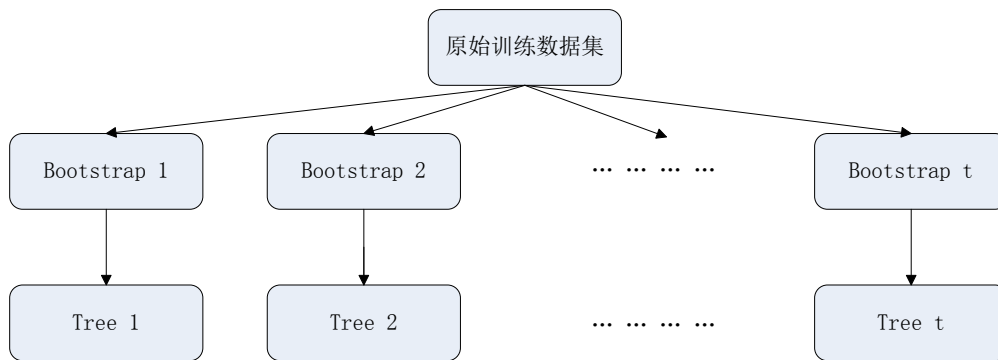 原始训练数据集
Bootstrap 1
Bootstrap 2
… … … …
Bootstrap t
Tree 1
Tree 2
… … … …
Tree t